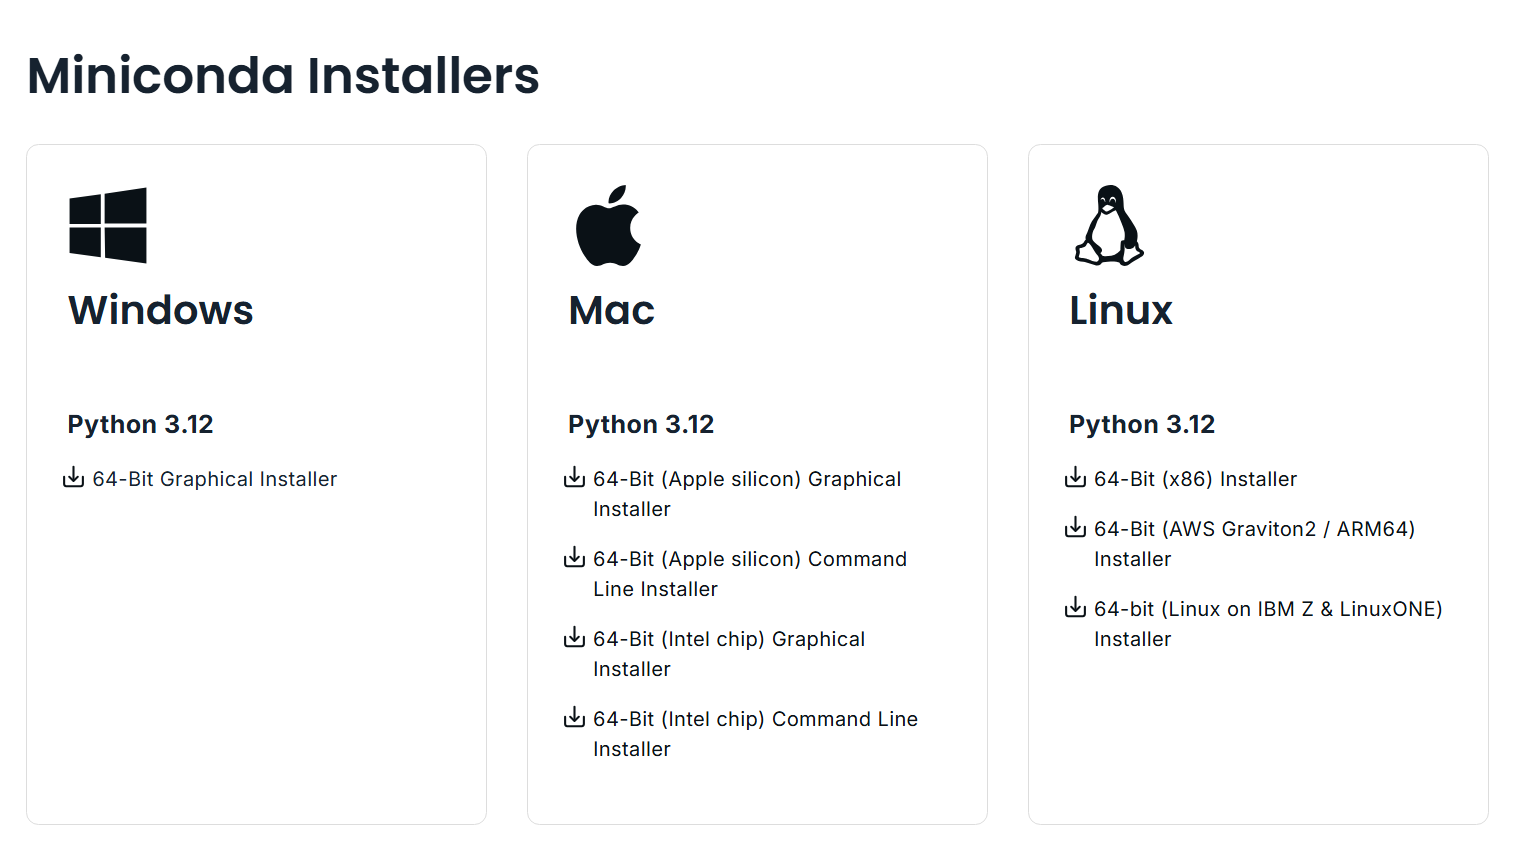 Miniconda Installers
Windows
Python 3.12
64-Bit Graphical Installer
Mac
Python 3.12
64-Bit (Apple silicon) Graphical
Installer
64-Bit (Apple silicon) Command
Line Installer
64-Bit (Intel chip) Graphical
Installer
64-Bit (Intel chip) Command Line
Installer
Linux
Python 3.12
64-Bit (x86) Installer
64-Bit (AWS Graviton2 / ARM64)
Installer
64-bit (Linux on IBM Z & LinuxONE)
Installer